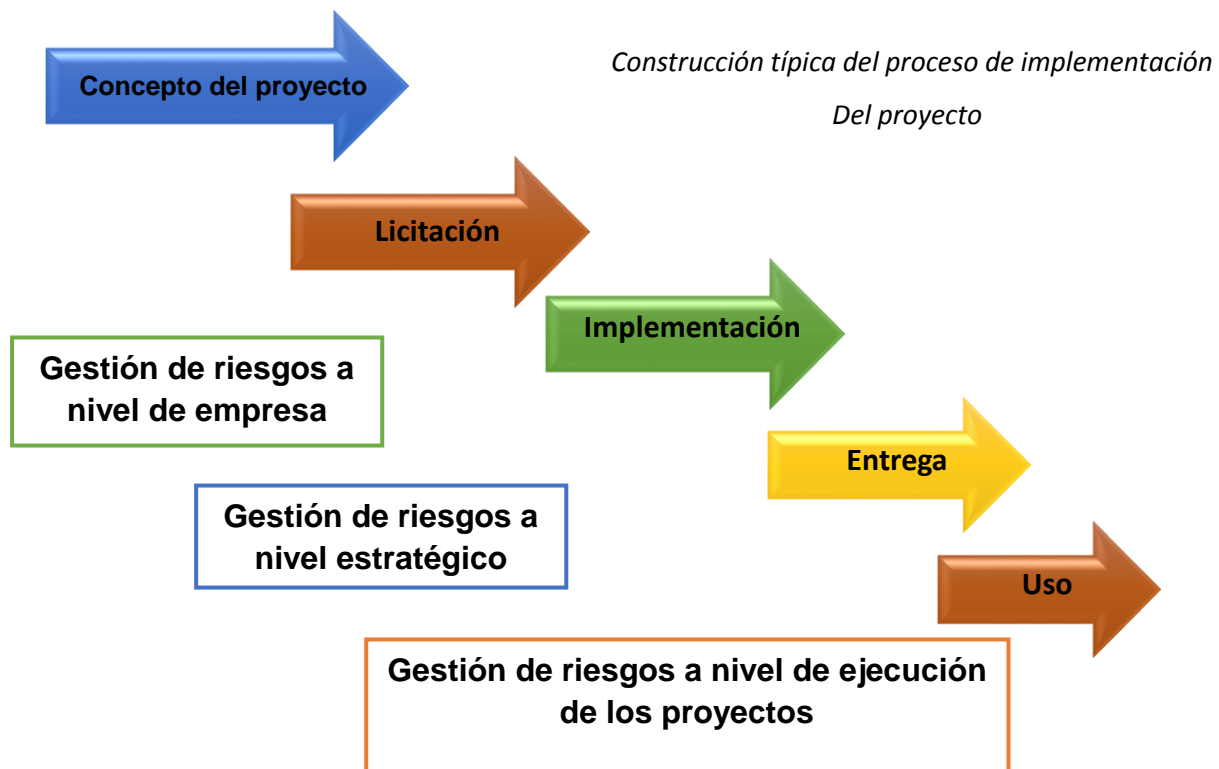 Concepto del proyecto
Construcción típica del proceso de implementación
Del proyecto
Licitación
Implementación
Gestión de riesgos a
nivel de empresa
Entrega
Gestión de riesgos a
nivel estratégico
Uso
Gestión de riesgos a nivel de ejecución
de los proyectos